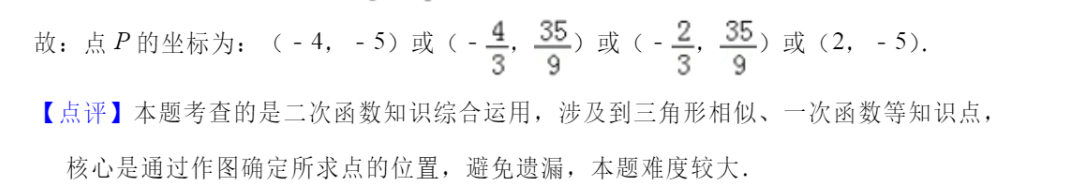 故：点 P 的坐标为：（﹣4，﹣5）或（﹣4/3，35/9）或（﹣2/3，35/9）或（2，﹣5）．
【点评】本题考查的是二次函数知识综合运用，涉及到三角形相似、一次函数等知识点，
核心是通过作图确定所求点的位置，避免遗漏，本题难度较大．